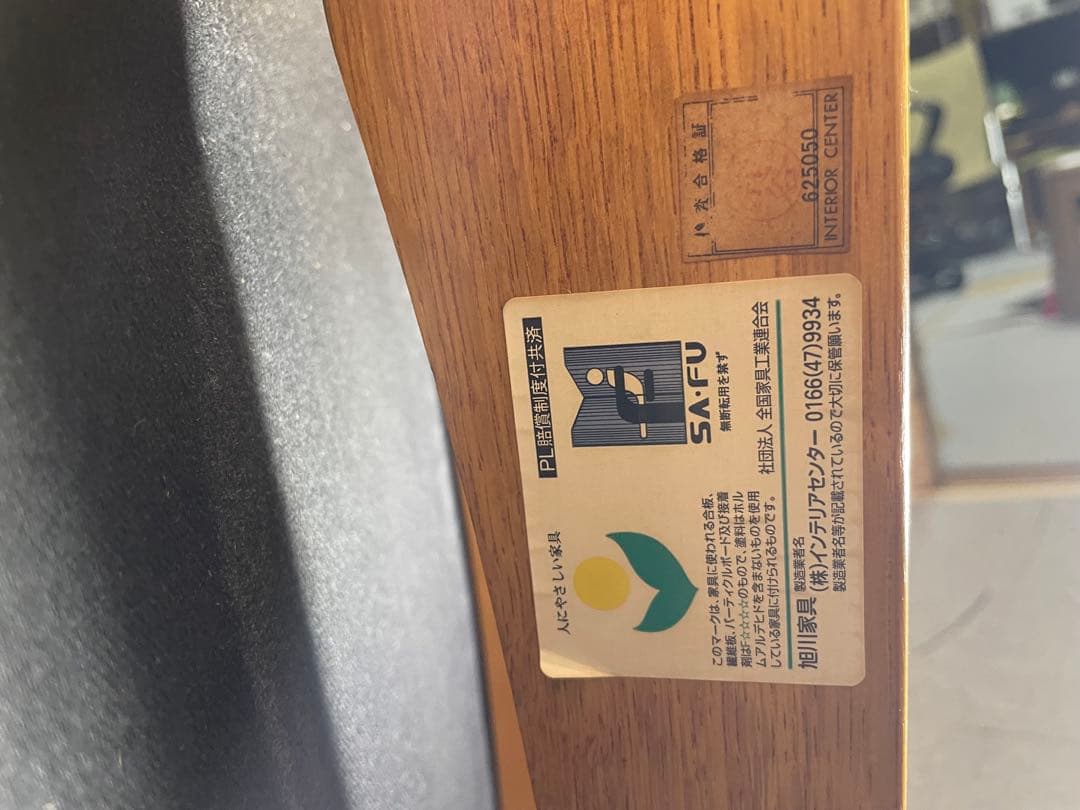 人にやさしい家具
このマークは、家具に使われる合板、
繊維板、パーティクルボード及び接着
剤はF☆☆☆☆のもので、塗料はホル
ムアルデヒドを含まないものを使用
している家具に付けられるものです。
PL賠償制度付共済
SA・FU
無断転用を禁ず
社団法人 全国家具工業連合会
旭川家具
製造業者名
(株)インテリアセンター 0166(47)9934
製造業者名等が記載されているので大切に保管願います。
合格証
625050
INTERIOR CENTER